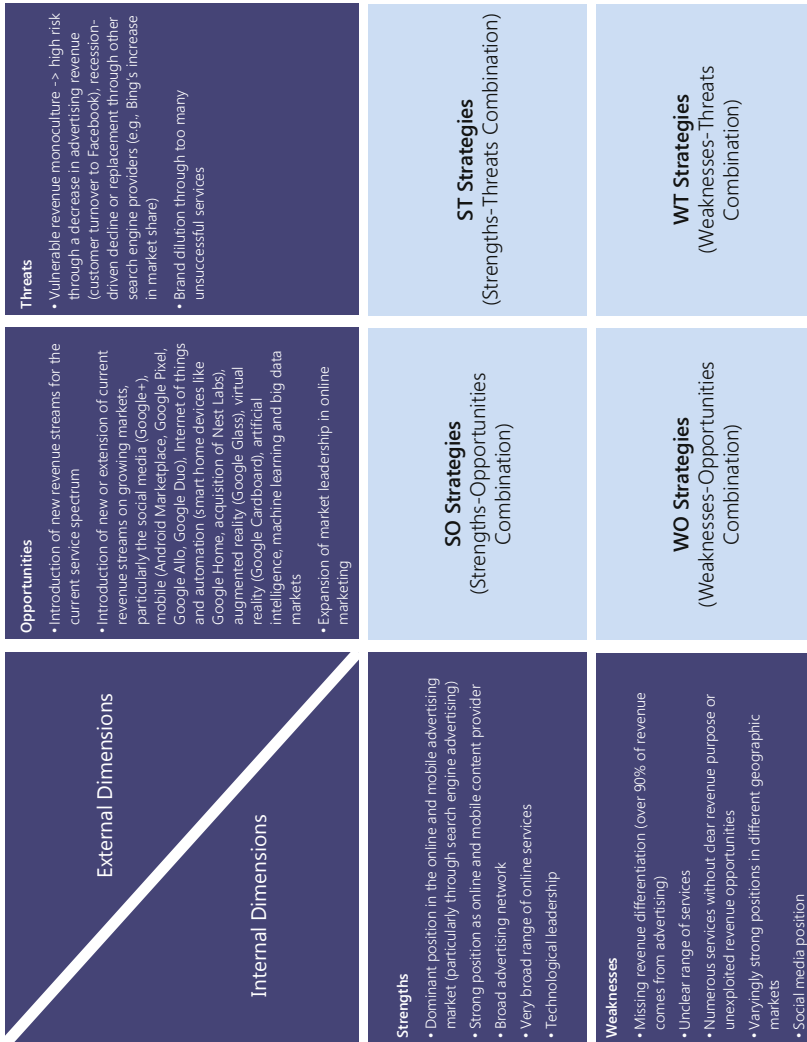 External Dimensions
Internal Dimensions
Opportunities
• Introduction of new revenue streams for the
current service spectrum
• Introduction of new or extension of current
revenue streams on growing markets,
particularly the social media (Google+),
mobile (Android Marketplace, Google Pixel,
Google Allo, Google Duo), Internet of things
and automation (smart home devices like
Google Home, acquisition of Nest Labs),
augmented reality (Google Glass), virtual
reality (Google Cardboard), artificial
intelligence, machine learning and big data
markets
• Expansion of market leadership in online
marketing
Threats
• Vulnerable revenue monoculture -> high risk
through a decrease in advertising revenue
(customer turnover to Facebook), recession-
driven decline or replacement through other
search engine providers (e.g., Bing's increase
in market share)
• Brand dilution through too many
unsuccessful services
Strengths
• Dominant position in the online and mobile advertising
market (particularly through search engine advertising)
• Strong position as online and mobile content provider
• Broad advertising network
• Very broad range of online services
• Technological leadership
SO Strategies
(Strengths-Opportunities
Combination)
ST Strategies
(Strengths-Threats Combination)
Weaknesses
• Missing revenue differentiation (over 90% of revenue
comes from advertising)
• Unclear range of services
• Numerous services without clear revenue purpose or
unexploited revenue opportunities
• Varyingly strong positions in different geographic
markets
• Social media position
WO Strategies
(Weaknesses-Opportunities
Combination)
WT Strategies
(Weaknesses-Threats
Combination)